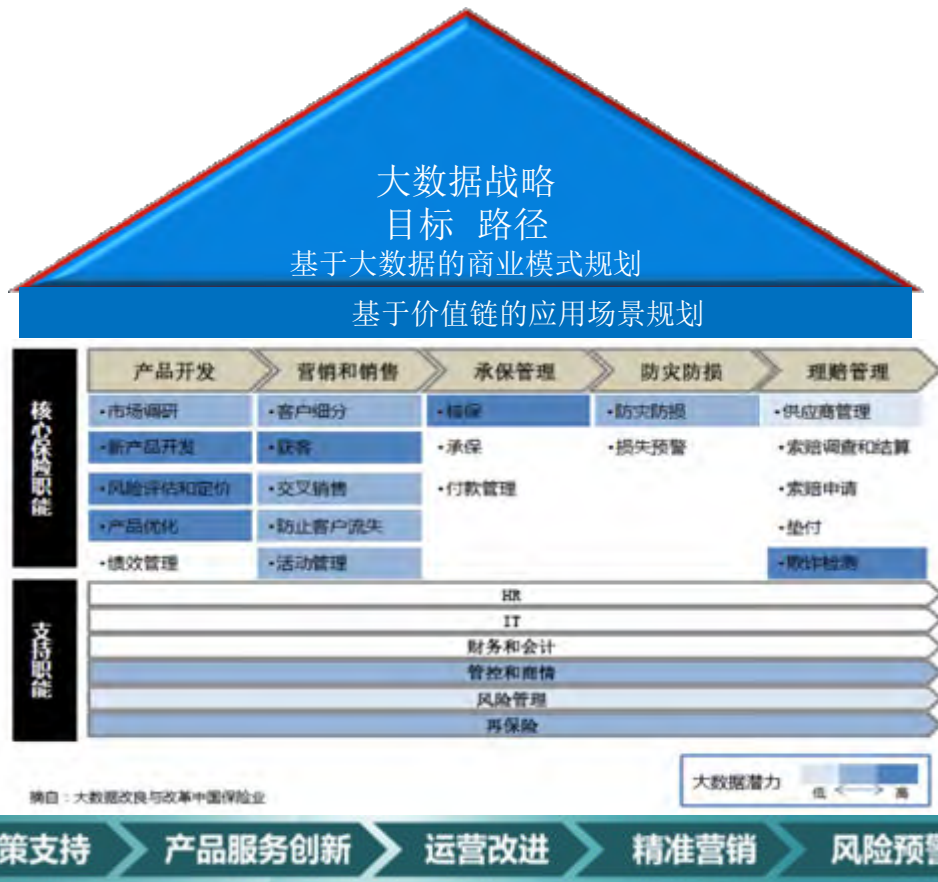 大数据战略
目标 路径
基于大数据的商业模式规划
基于价值链的应用场景规划
核心保险职能
产品开发
营销和销售
承保管理
防灾防损
理赔管理
·市场调研
·新产品开发
·风险评估和定价
·产品优化
·绩效管理
·客户细分
·获客
·交叉销售
·防止客户流失
·活动管理
·核保
·承保
·付款管理
·防灾防损
·损失预警
·供应商管理
·索赔调查和结算
·索赔申请
·垫付
·欺诈检测
支持职能
HR
IT
财务和会计
管控和商情
风险管理
再保险
大数据潜力
低 <—> 高
摘自：大数据改良与改革中国保险业
策支持
产品服务创新
运营改进
精准营销
风险预警